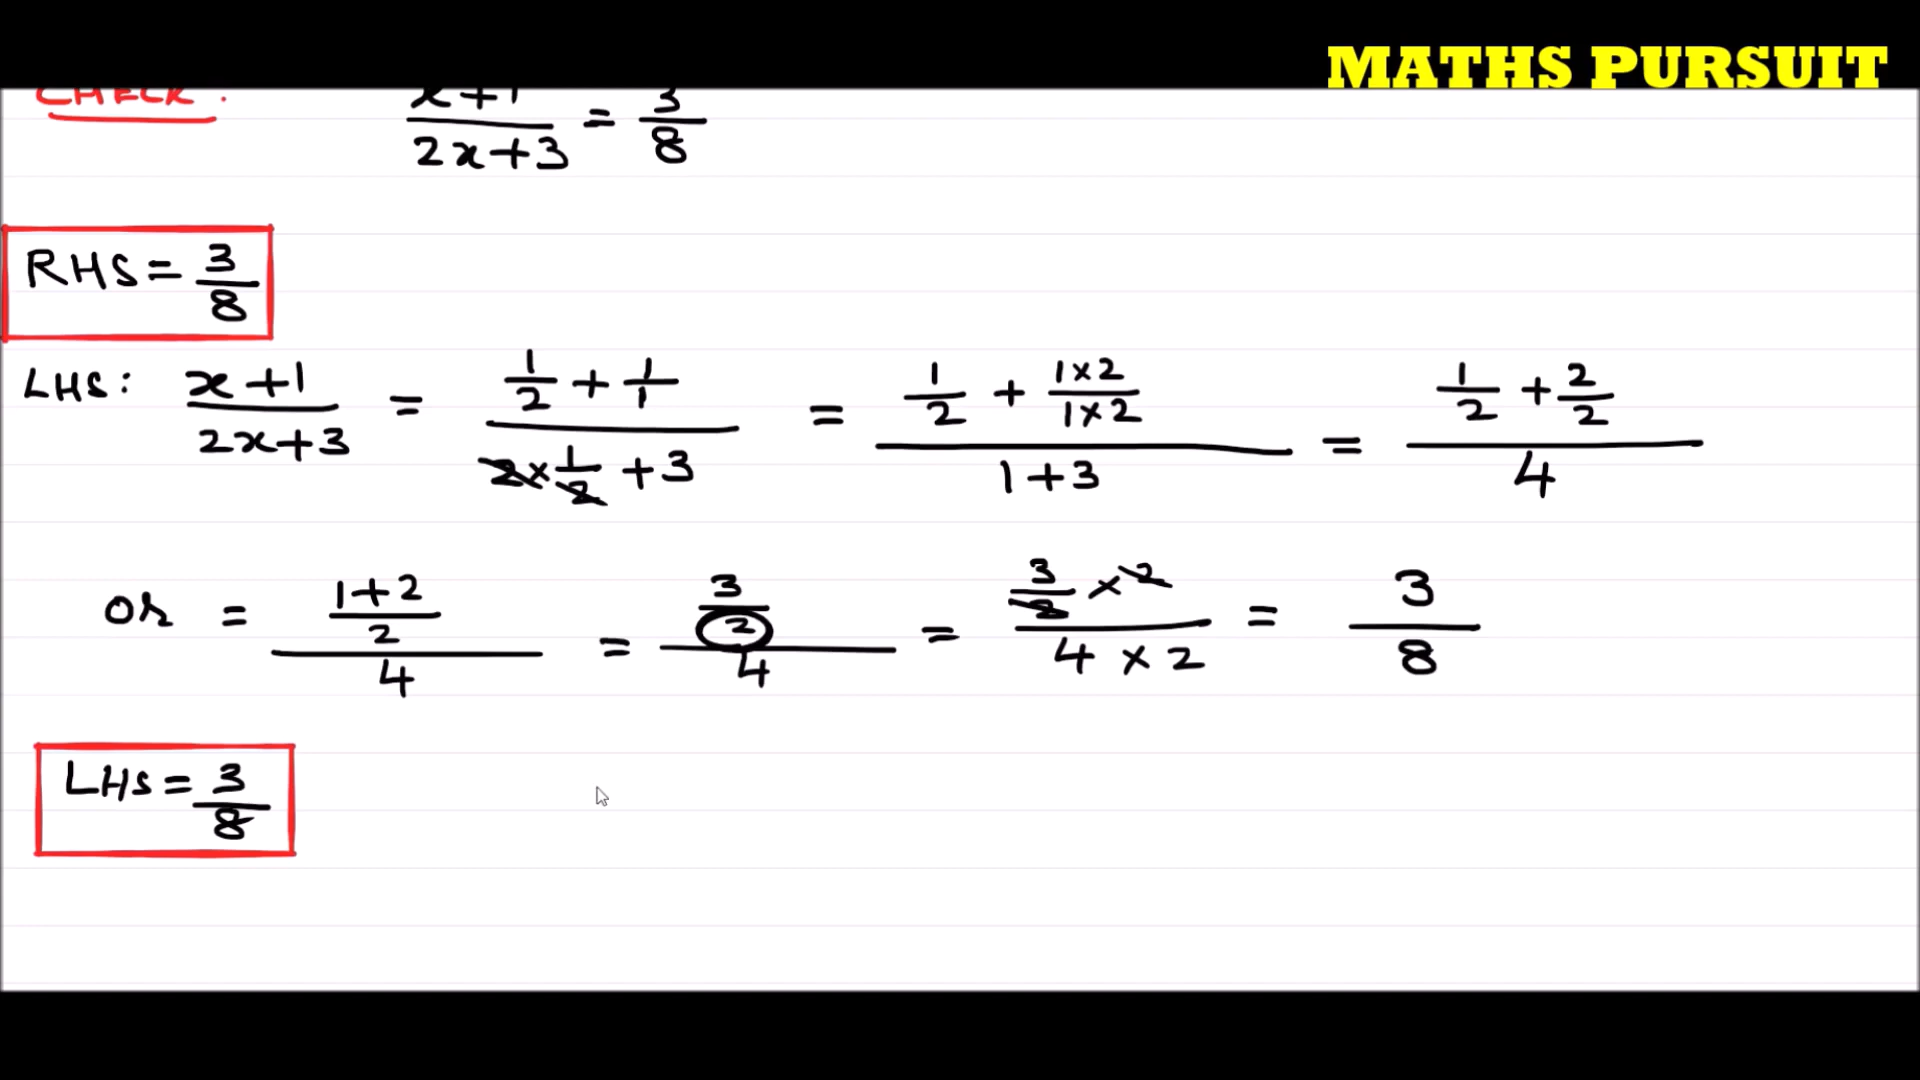 MATHS PURSUIT
CHECK: (x+1)/(2x+3) = 3/8
RHS = 3/8
LHS: (x+1)/(2x+3) = (1/2 + 1/1)/(2×1/2 + 3) = (1/2 + (1×2)/(1×2))/(1+3) = (1/2 + 2/2)/4
or = ((1+2)/2)/4 = (3/2)/4 = (3/2 ×2)/(4×2) = 3/8
LHS = 3/8